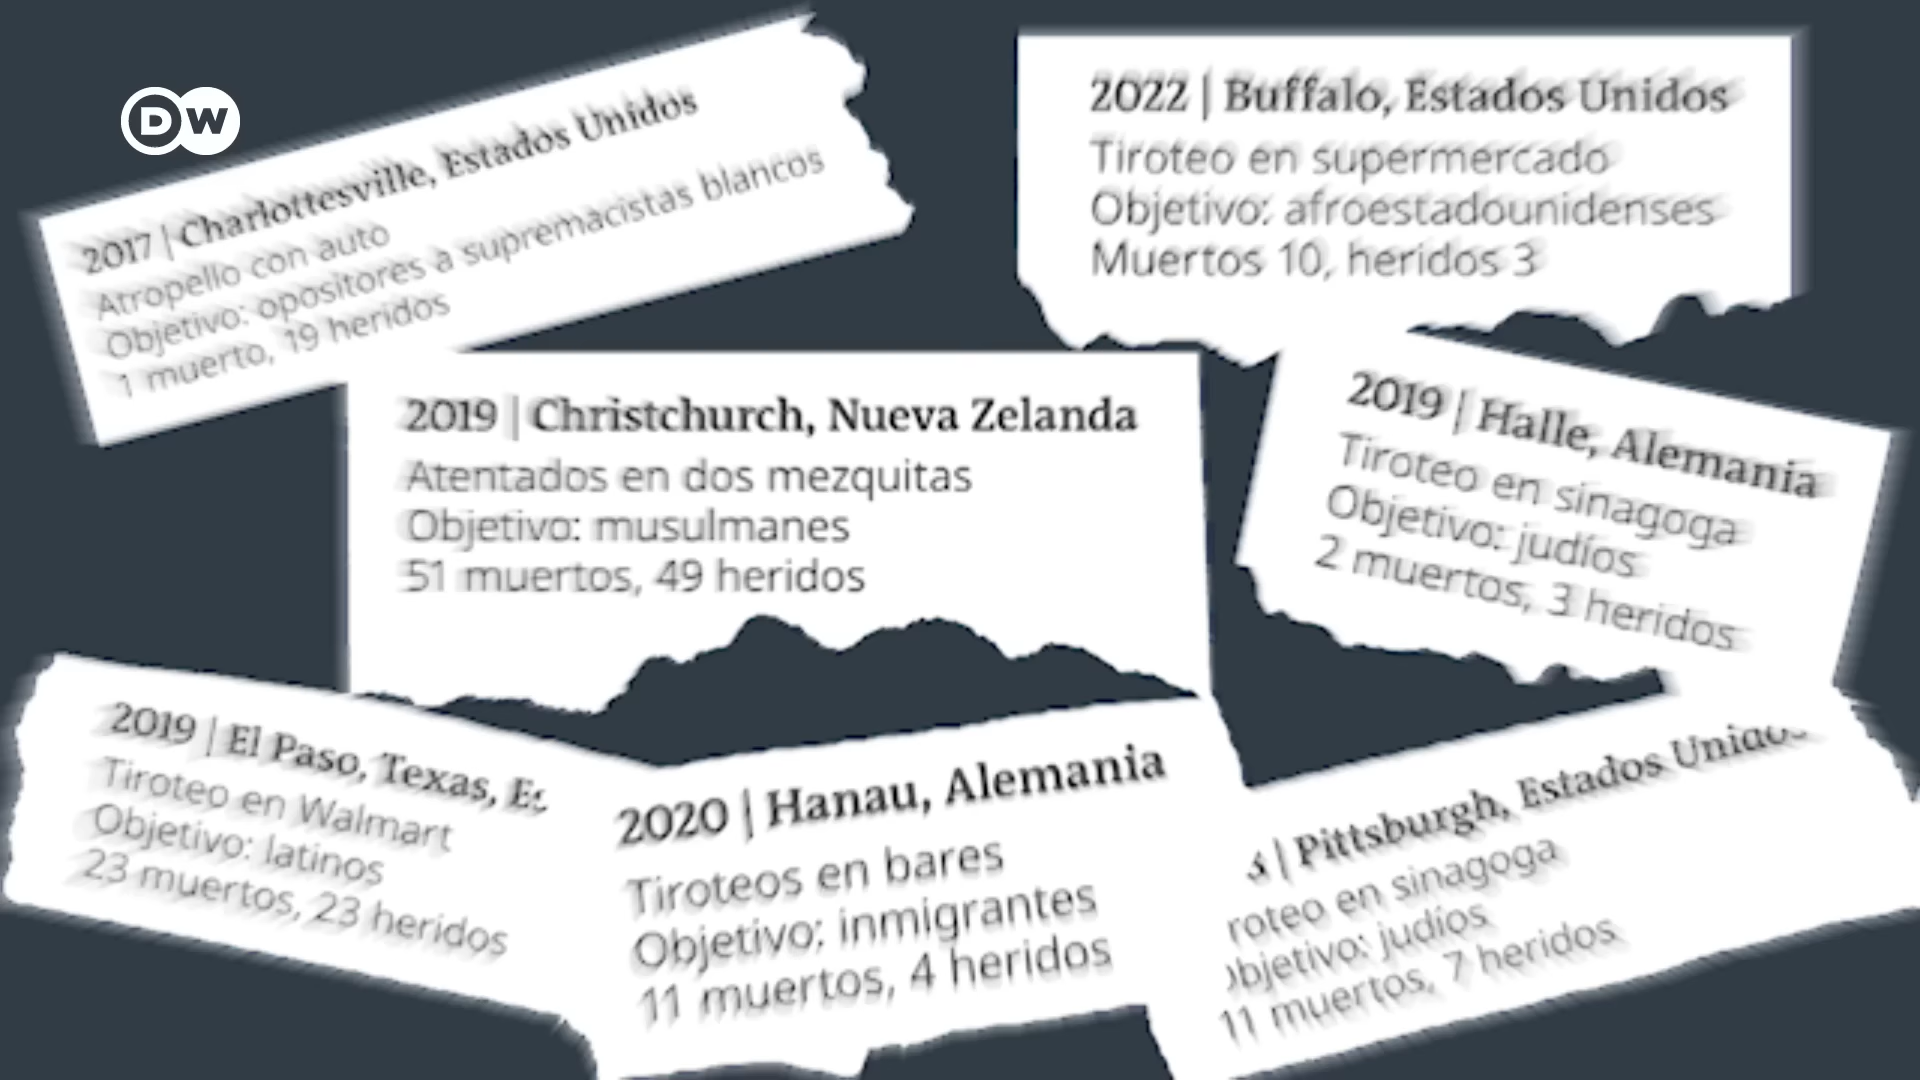 DW
2017 | Charlottesville, Estados Unidos
Atropello con auto
Objetivo: opositores a supremacistas blancos
1 muerto, 19 heridos
2022 | Buffalo, Estados Unidos
Tiroteo en supermercado
Objetivo: afroestadounidenses
Muertos 10, heridos 3
2019 | Christchurch, Nueva Zelanda
Atentados en dos mezquitas
Objetivo: musulmanes
51 muertos, 49 heridos
2019 | Halle, Alemania
Tiroteo en sinagoga
Objetivo: judíos
2 muertos, 3 heridos
2019 | El Paso, Texas, Es
Tiroteo en Walmart
Objetivo: latinos
23 muertos, 23 heridos
2020 | Hanau, Alemania
Tiroteos en bares
Objetivo: inmigrantes
11 muertos, 4 heridos
| Pittsburgh, Estados Unidos
roteo en sinagoga
bjetivo: judíos
11 muertos, 7 heridos